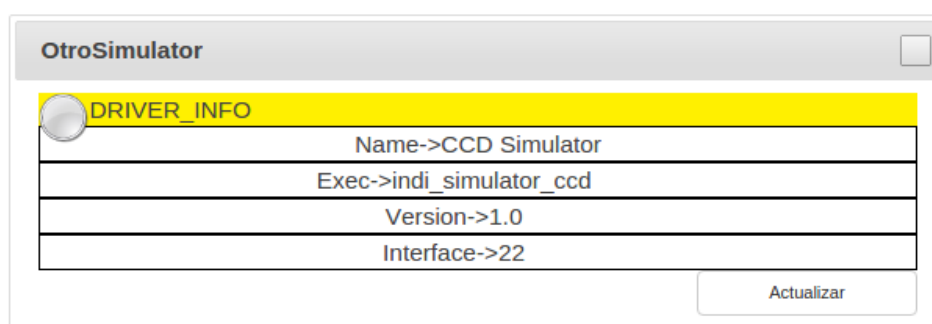 OtroSimulator
DRIVER_INFO
Name->CCD Simulator
Exec->indi_simulator_ccd
Version->1.0
Interface->22
Actualizar